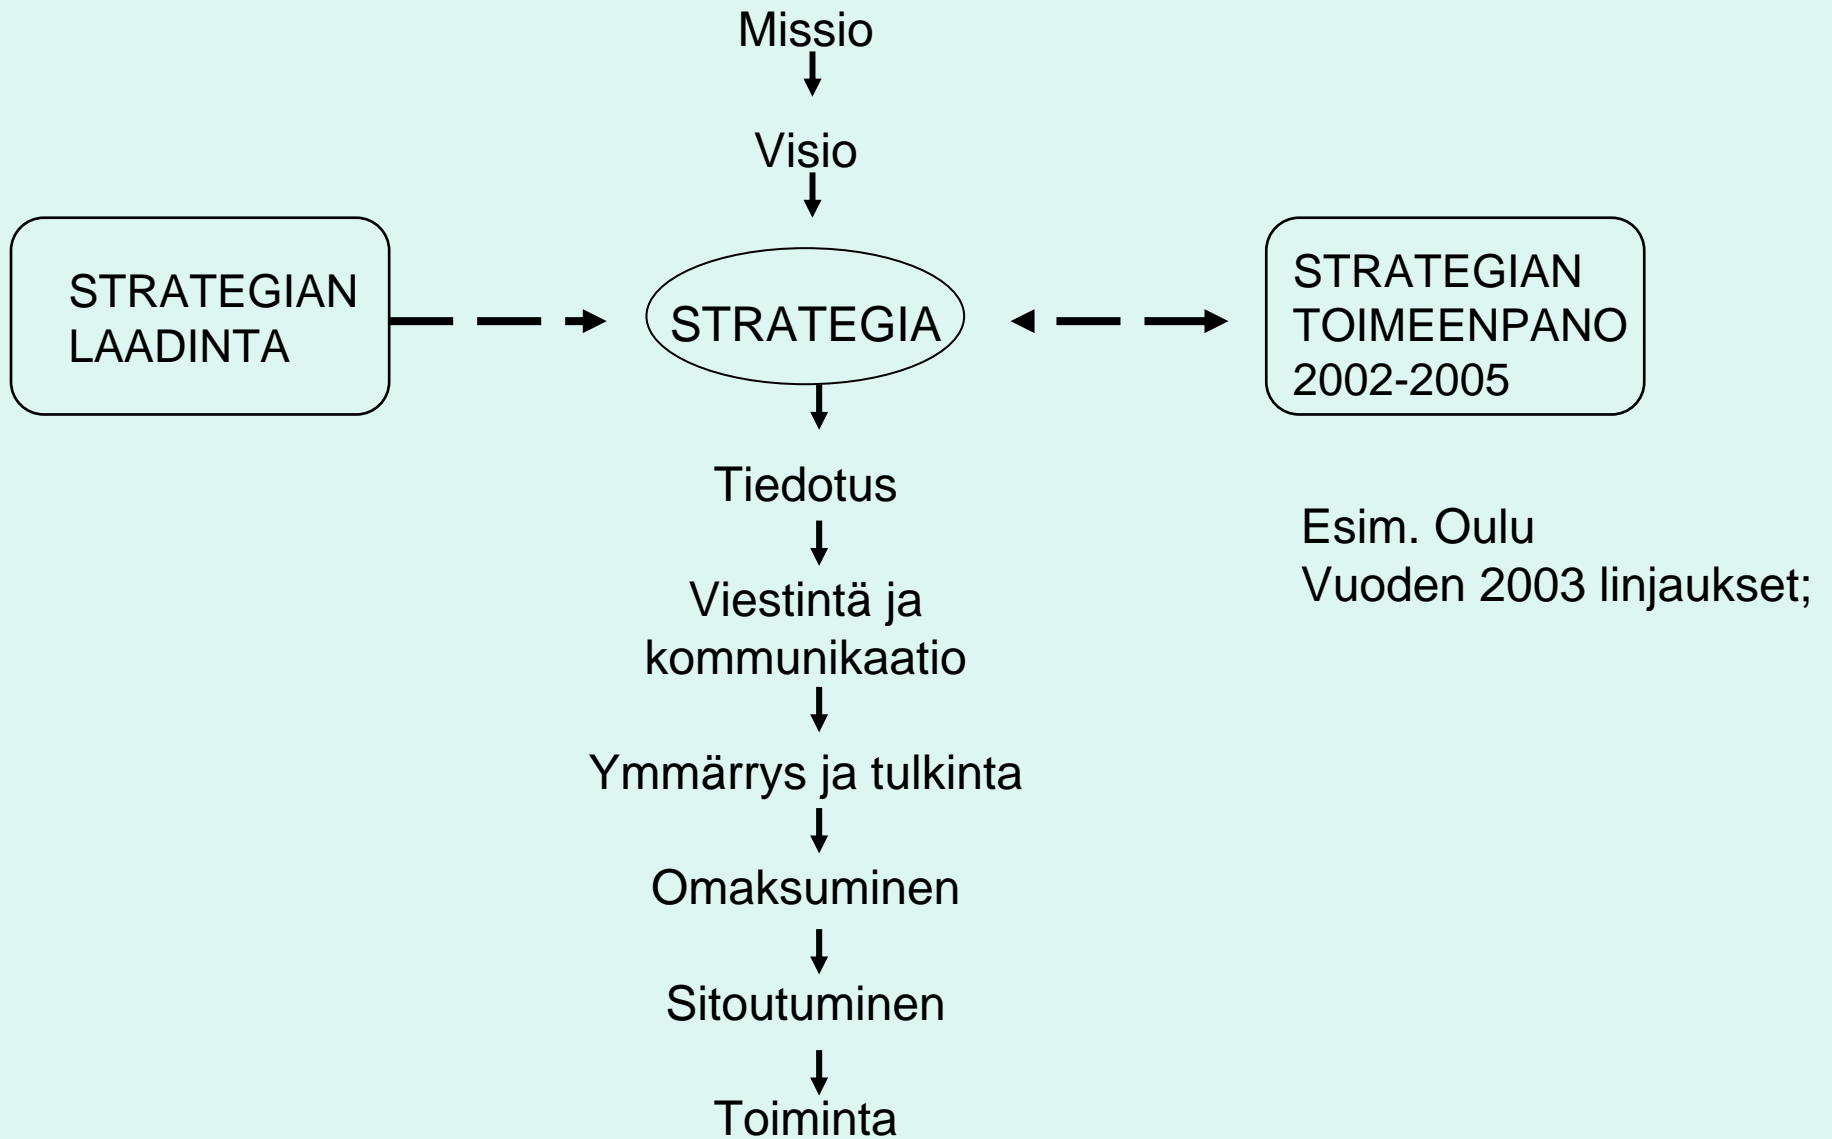 Missio
Visio
STRATEGIAN
LAADINTA
STRATEGIA
STRATEGIAN
TOIMEENPANO
2002-2005
Tiedotus
Esim. Oulu
Vuoden 2003 linjaukset;
Viestintä ja
kommunikaatio
Ymmärrys ja tulkinta
Omaksuminen
Sitoutuminen
Toiminta